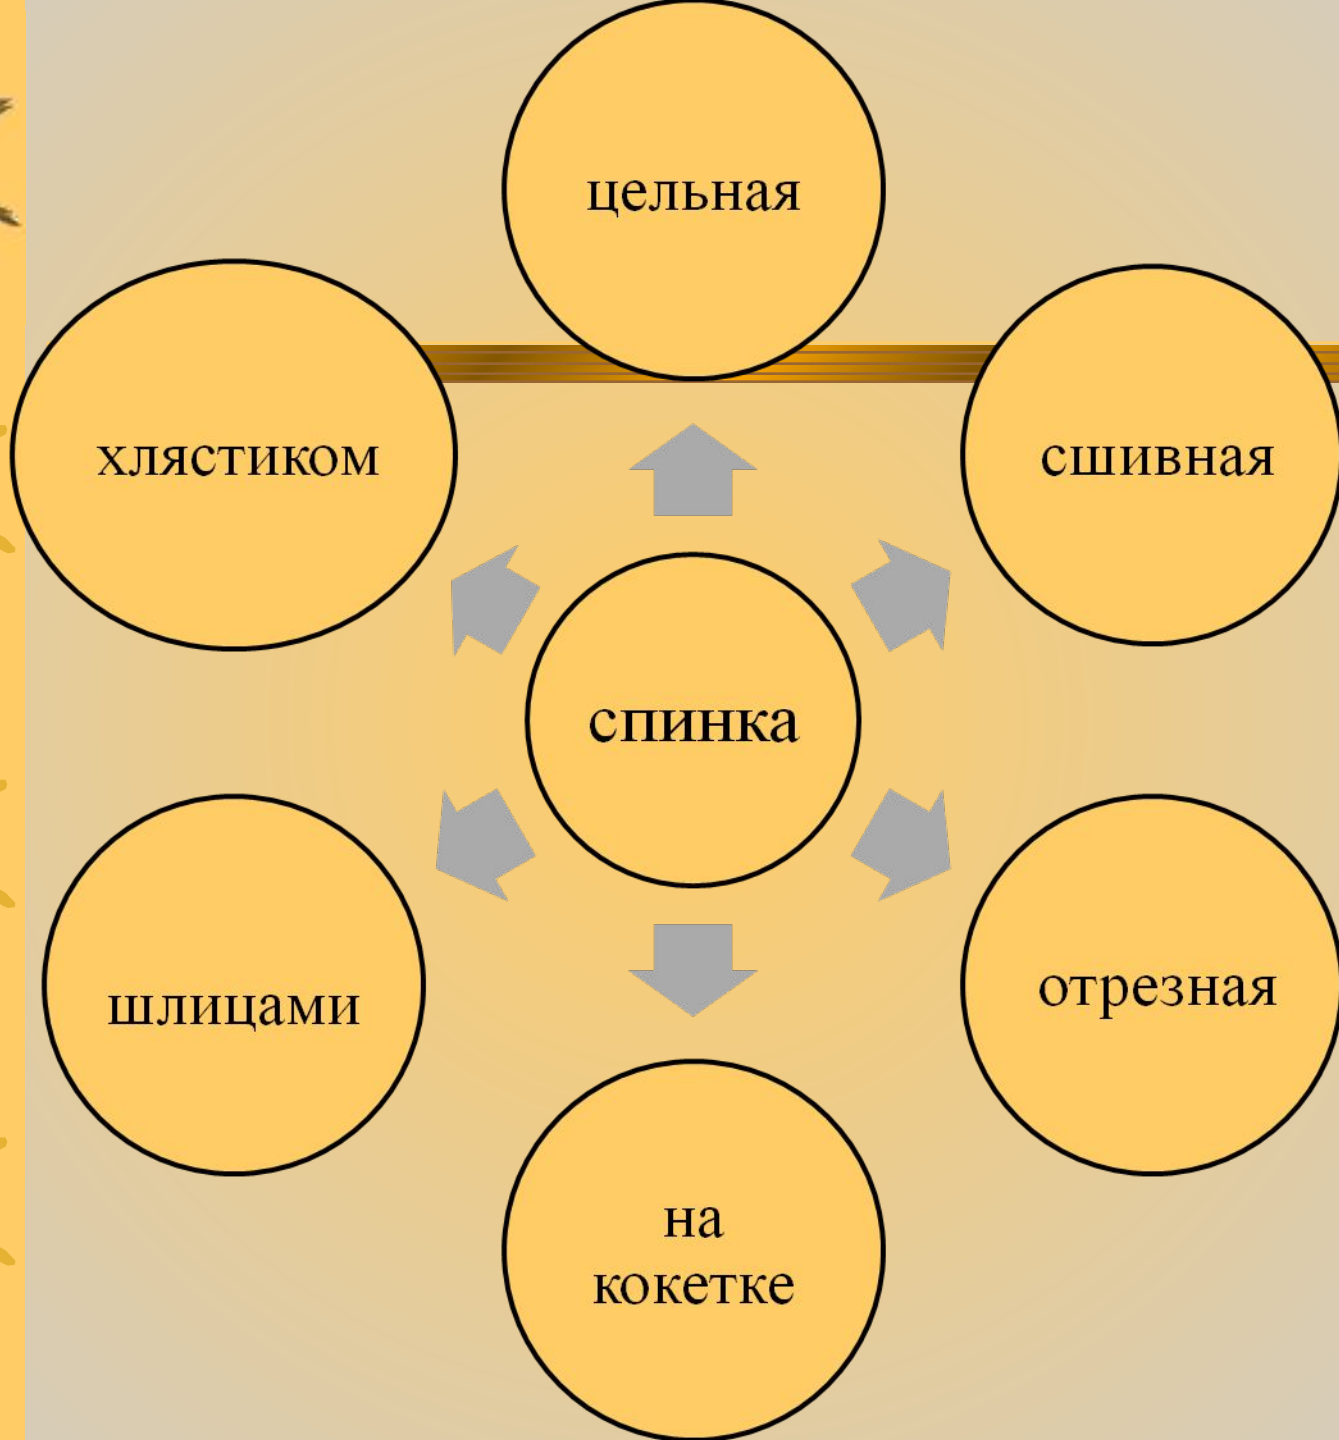 цельная
хлястиком
сшивная
спинка
шлицами
отрезная
на
кокетке